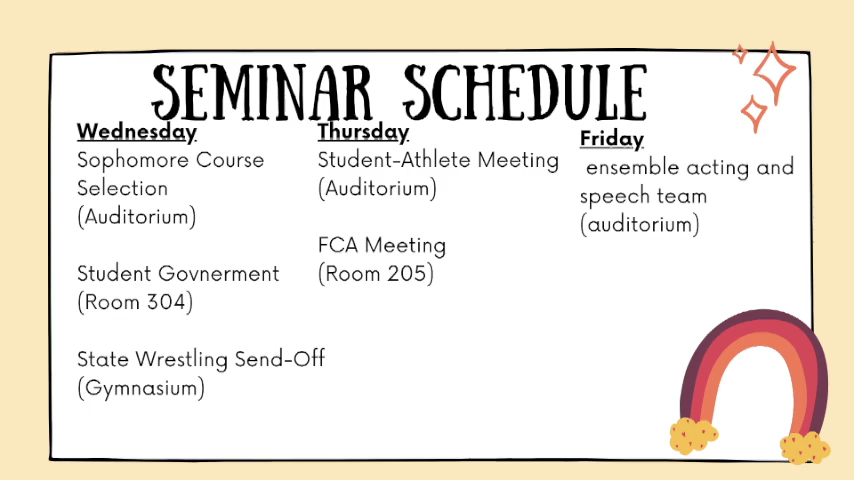 SEMINAR SCHEDULE
Wednesday
Sophomore Course
Selection
(Auditorium)
Student Govnerment
(Room 304)
State Wrestling Send-Off
(Gymnasium)
Thursday
Student-Athlete Meeting
(Auditorium)
FCA Meeting
(Room 205)
Friday
ensemble acting and
speech team
(auditorium)